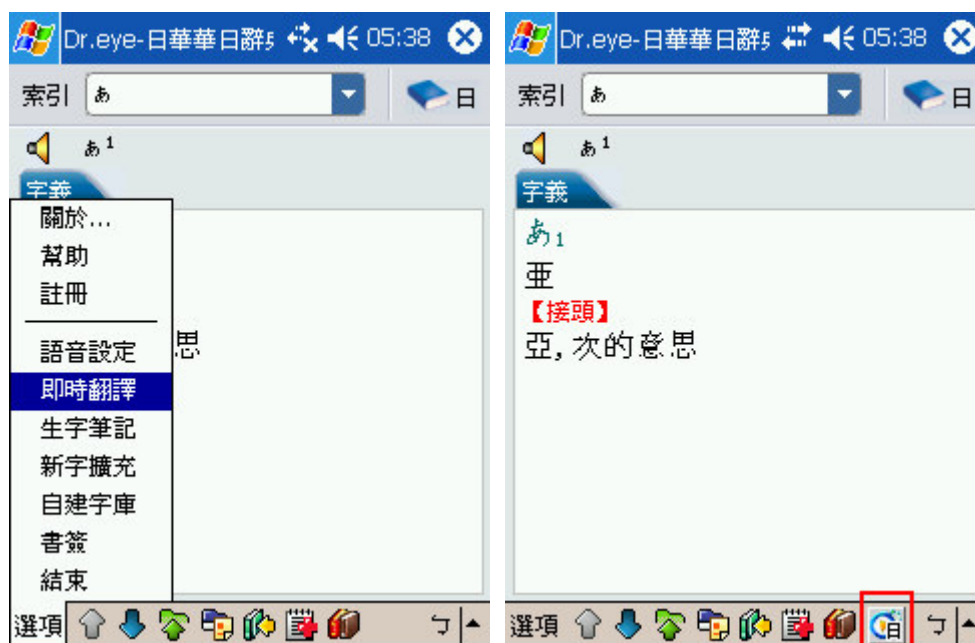 Dr.eye-日華華日辭 05:38
索引 あ 日
あ 1
字義
關於...
幫助
註冊
語音設定
思
即時翻譯
生字筆記
新字擴充
自建字庫
書簽
結束
選項 ㄅ
Dr.eye-日華華日辭 05:38
索引 あ 日
あ 1
字義
あ 1
亜
【接頭】
亞,次的意思
選項 ㄅ